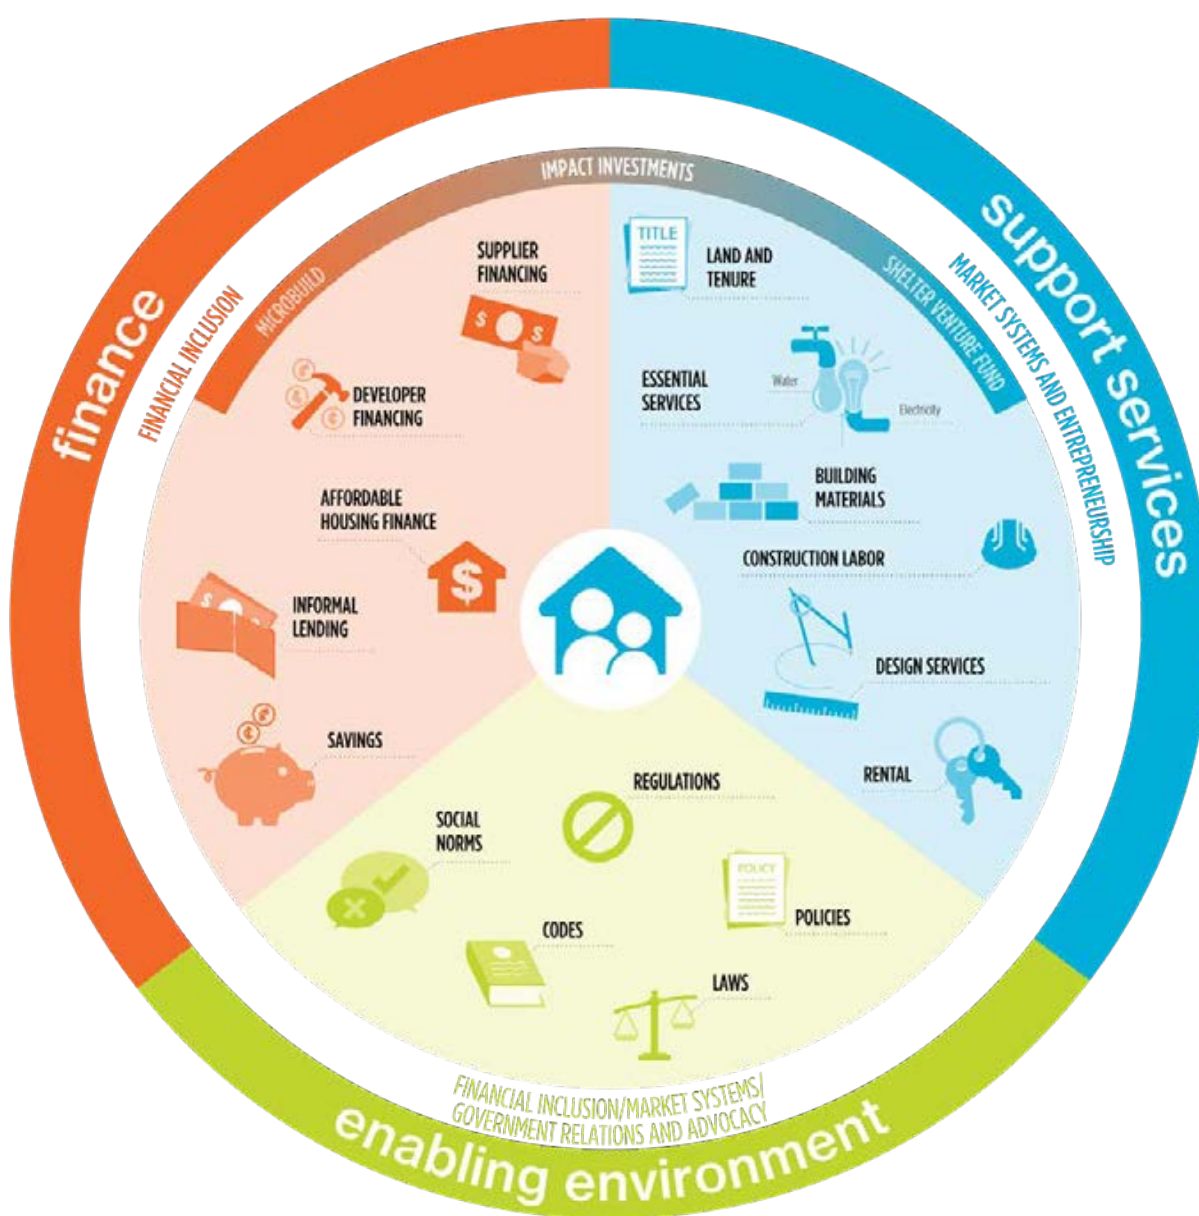 IMPACT INVESTMENTS
MICROBUILD
SHELTER VENTURE FUND
finance
FINANCIAL INCLUSION
SUPPLIER
FINANCING
$ $
DEVELOPER
FINANCING
AFFORDABLE
HOUSING FINANCE
$
INFORMAL
LENDING
$
SAVINGS
support services
MARKET SYSTEMS AND ENTREPRENEURSHIP
TITLE
LAND AND
TENURE
ESSENTIAL
SERVICES
Water
Electricity
BUILDING
MATERIALS
CONSTRUCTION LABOR
DESIGN SERVICES
RENTAL
REGULATIONS
SOCIAL
NORMS
POLICY
POLICIES
CODES
LAWS
FINANCIAL INCLUSION/MARKET SYSTEMS/
GOVERNMENT RELATIONS AND ADVOCACY
enabling environment